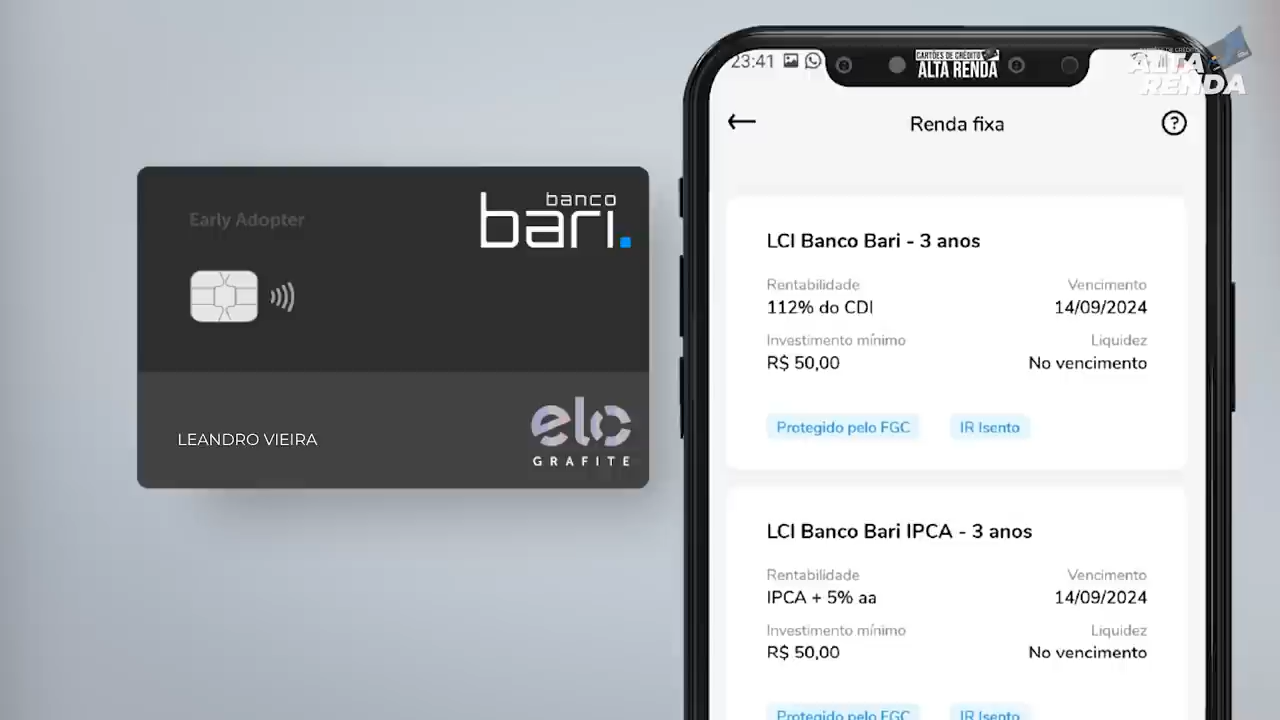 Early Adopter
banco
bari.
LEANDRO VIEIRA
elo
GRAFITE
23:41
CARTÕES DE CRÉDITO
ALTA RENDA
ALTA
RENDA
Renda fixa
?
LCI Banco Bari - 3 anos
Rentabilidade Vencimento
112% do CDI 14/09/2024
Investimento mínimo Liquidez
R$ 50,00 No vencimento
Protegido pelo FGC IR Isento
LCI Banco Bari IPCA - 3 anos
Rentabilidade Vencimento
IPCA + 5% aa 14/09/2024
Investimento mínimo Liquidez
R$ 50,00 No vencimento
Protegido pelo FGC IR Isento